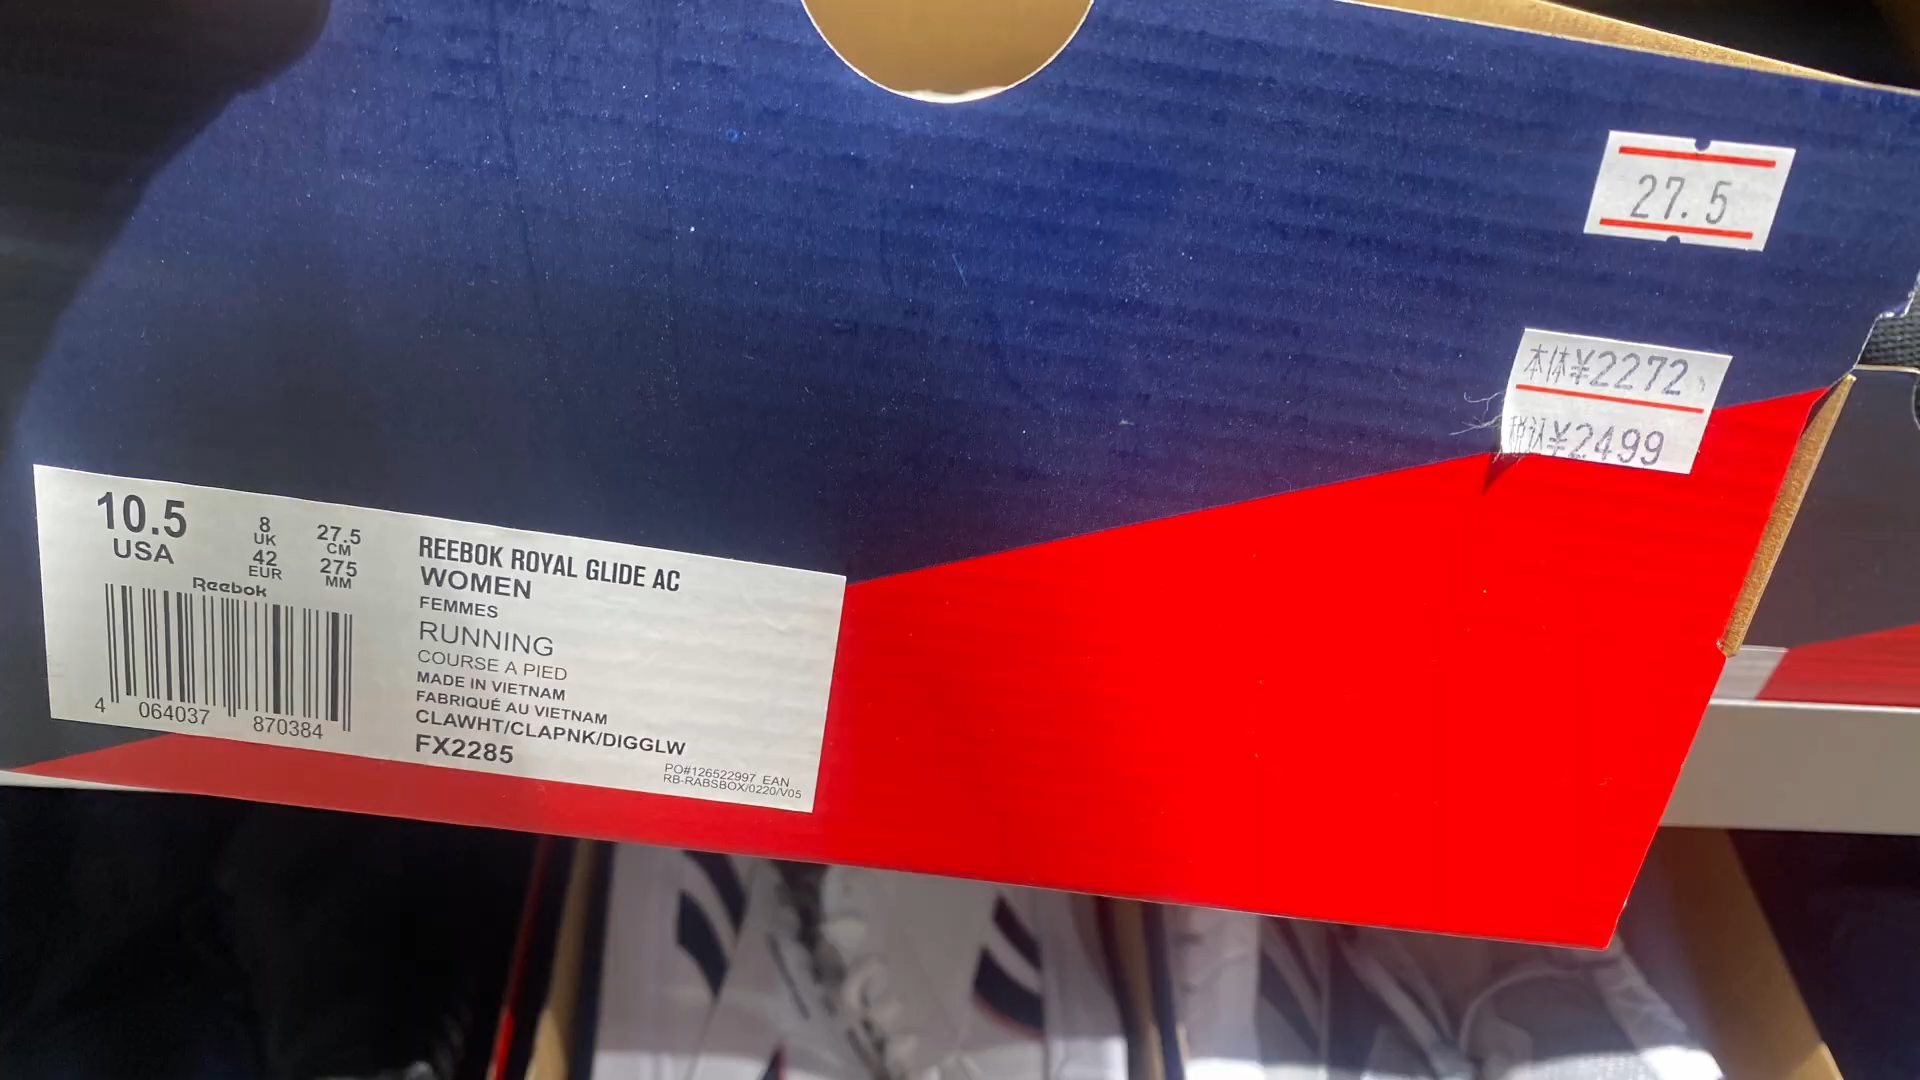 27.5
本体¥2272
税込¥2499
10.5
USA
8
UK
42
EUR
27.5
CM
275
MM
Reebok
4 064037 870384
REEBOK ROYAL GLIDE AC
WOMEN
FEMMES
RUNNING
COURSE A PIED
MADE IN VIETNAM
FABRIQUÉ AU VIETNAM
CLAWHT/CLAPNK/DIGGLW
FX2285
PO#126522997 EAN
RB-RABSBOX/0220/V05